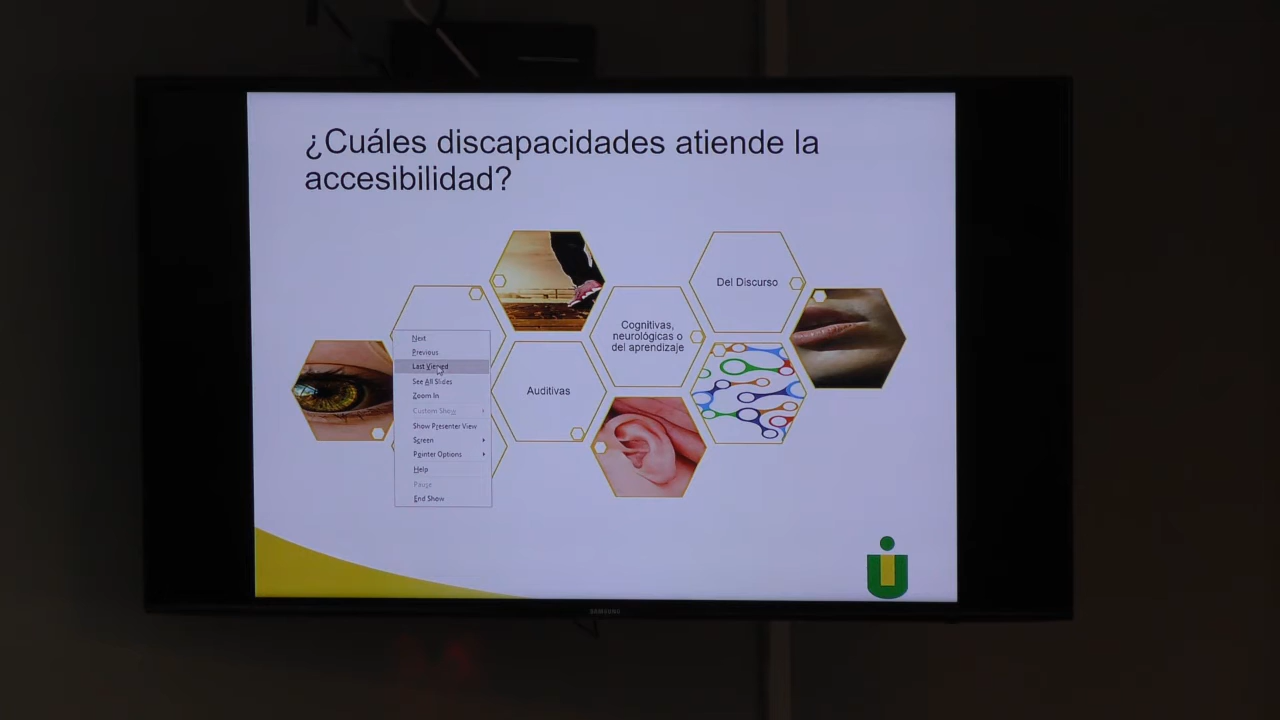 ¿Cuáles discapacidades atiende la
accesibilidad?
Del Discurso
Cognitivas,
neurológicas o
del aprendizaje
Auditivas
Next
Previous
Last Viewed
See All Slides
Zoom In
Custom Show
Show Presenter View
Screen
Pointer Options
Help
Pause
End Show
SAMSUNG